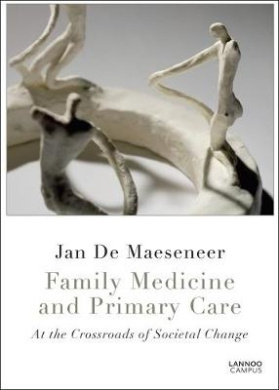 Jan De Maeseneer
Family Medicine
and Primary Care
At the Crossroads of Societal Change
LANNOO
CAMPUS